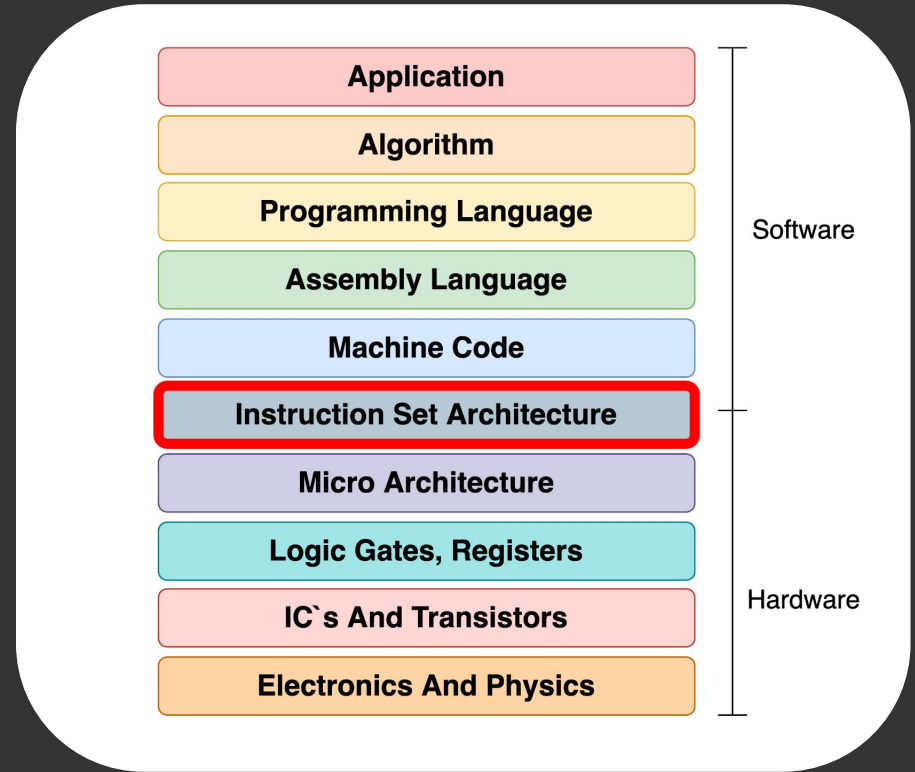 Application
Algorithm
Programming Language
Software
Assembly Language
Machine Code
Instruction Set Architecture
Micro Architecture
Logic Gates, Registers
Hardware
IC`s And Transistors
Electronics And Physics